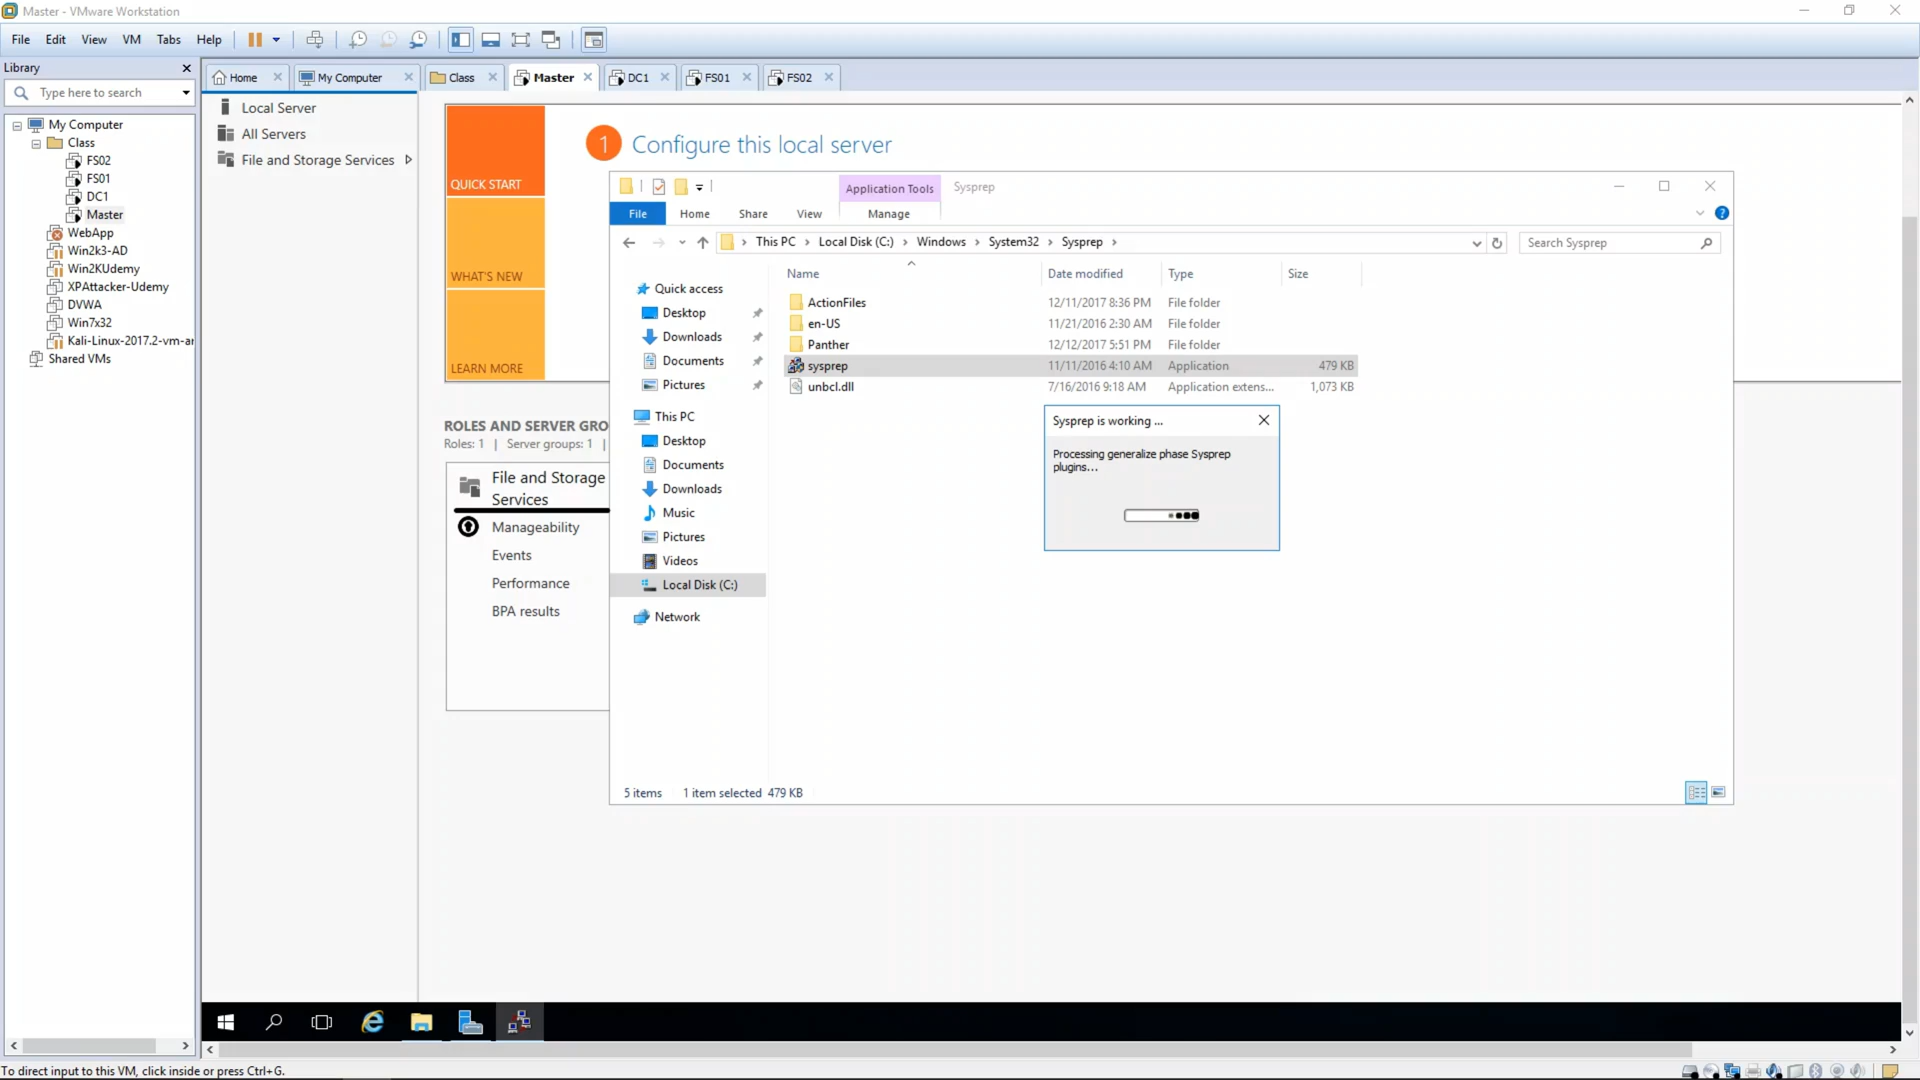 Master - VMware Workstation
File Edit View VM Tabs Help
Library
Type here to search
My Computer
Class
FS02
FS01
DC1
Master
WebApp
Win2k3-AD
Win2KUdemy
XPAttacker-Udemy
DVWA
Win7x32
Kali-Linux-2017.2-vm-ar
Shared VMs
Home My Computer Class Master DC1 FS01 FS02
Local Server
All Servers
File and Storage Services
QUICK START
WHAT'S NEW
LEARN MORE
1 Configure this local server
ROLES AND SERVER GRO
Roles: 1 | Server groups: 1 |
File and Storage
Services
Manageability
Events
Performance
BPA results
Application Tools Sysprep
File Home Share View Manage
This PC Local Disk (C:) Windows System32 Sysprep
Search Sysprep
Quick access
Desktop
Downloads
Documents
Pictures
This PC
Desktop
Documents
Downloads
Music
Pictures
Videos
Local Disk (C:)
Network
Name Date modified Type Size
ActionFiles 12/11/2017 8:36 PM File folder
en-US 11/21/2016 2:30 AM File folder
Panther 12/12/2017 5:51 PM File folder
sysprep 11/11/2016 4:10 AM Application 479 KB
unbcl.dll 7/16/2016 9:18 AM Application extens... 1,073 KB
Sysprep is working ...
Processing generalize phase Sysprep
plugins...
5 items 1 item selected 479 KB
To direct input to this VM, click inside or press Ctrl+G.